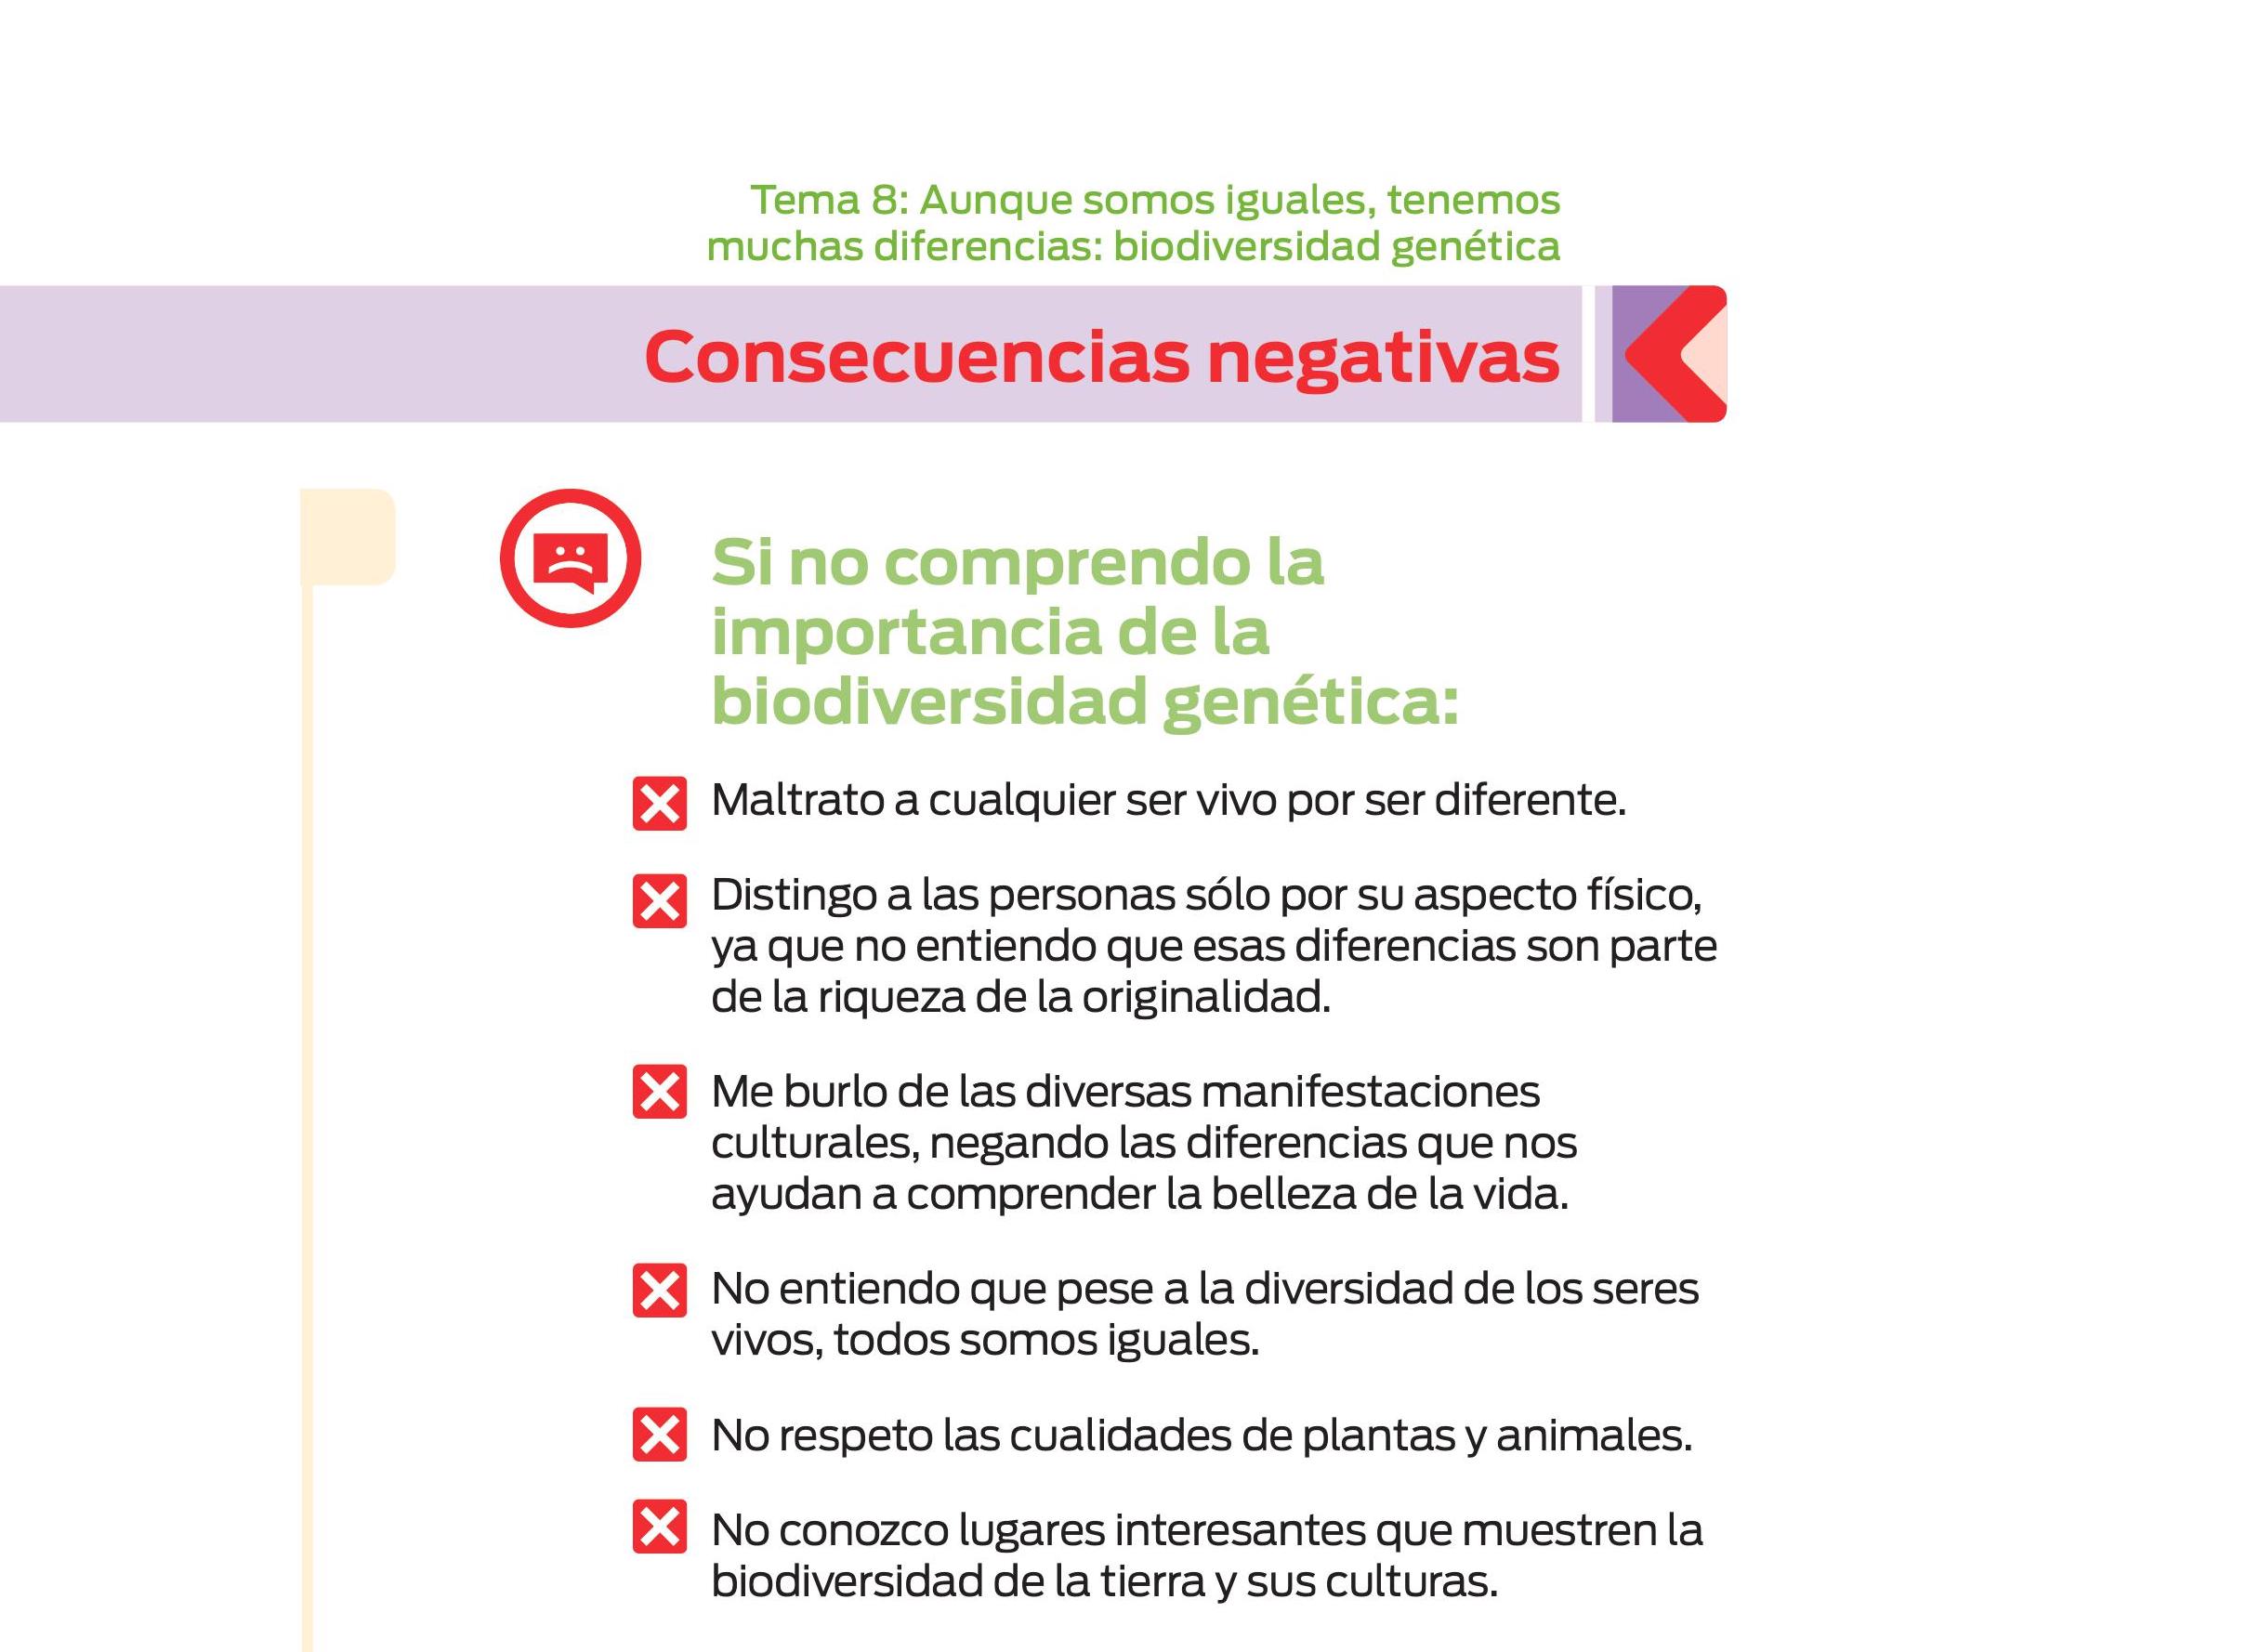 Tema 8: Aunque somos iguales, tenemos
muchas diferencias: biodiversidad genética
Consecuencias negativas
Si no comprendo la
importancia de la
biodiversidad genética:
Maltrato a cualquier ser vivo por ser diferente.
Distingo a las personas sólo por su aspecto físico,
ya que no entiendo que esas diferencias son parte
de la riqueza de la originalidad.
Me burlo de las diversas manifestaciones
culturales, negando las diferencias que nos
ayudan a comprender la belleza de la vida.
No entiendo que pese a la diversidad de los seres
vivos, todos somos iguales.
No respeto las cualidades de plantas y animales.
No conozco lugares interesantes que muestren la
biodiversidad de la tierra y sus culturas.